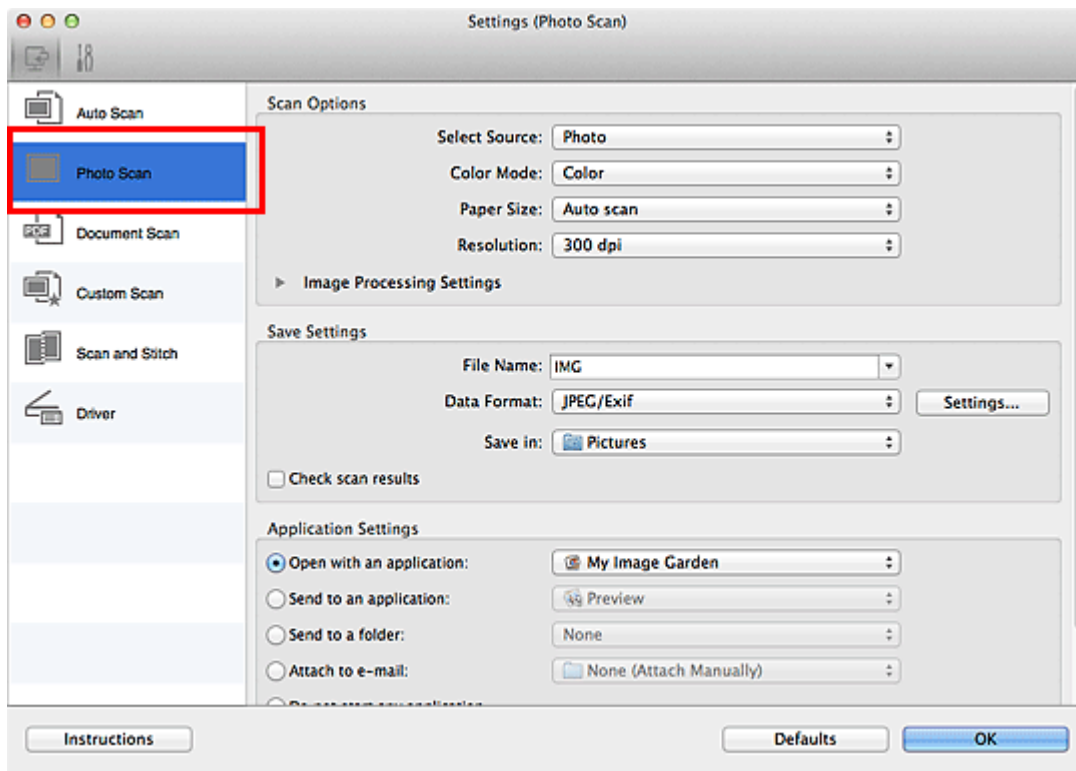 Settings (Photo Scan)
Auto Scan
Photo Scan
Document Scan
Custom Scan
Scan and Stitch
Driver
Scan Options
Select Source: Photo
Color Mode: Color
Paper Size: Auto scan
Resolution: 300 dpi
Image Processing Settings
Save Settings
File Name: IMG
Data Format: JPEG/Exif Settings...
Save in: Pictures
Check scan results
Application Settings
Open with an application: My Image Garden
Send to an application: Preview
Send to a folder: None
Attach to e-mail: None (Attach Manually)
Instructions Defaults OK